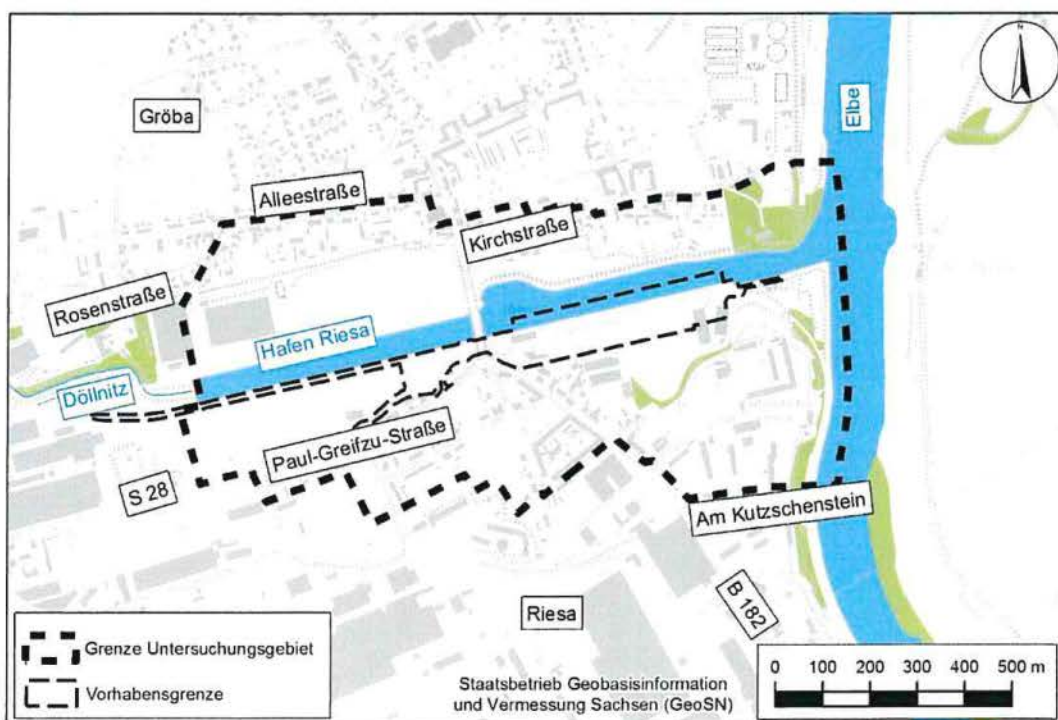 N
Kläranlage
Gröba
Elbe
Alleestraße
Kirchstraße
Rosenstraße
Hafen Riesa
Döllnitz
Paul-Greifzu-Straße
S 28
Am Kutzschenstein
B 182
Riesa
Grenze Untersuchungsgebiet
Vorhabensgrenze
Staatsbetrieb Geobasisinformation
und Vermessung Sachsen (GeoSN)
0 100 200 300 400 500 m